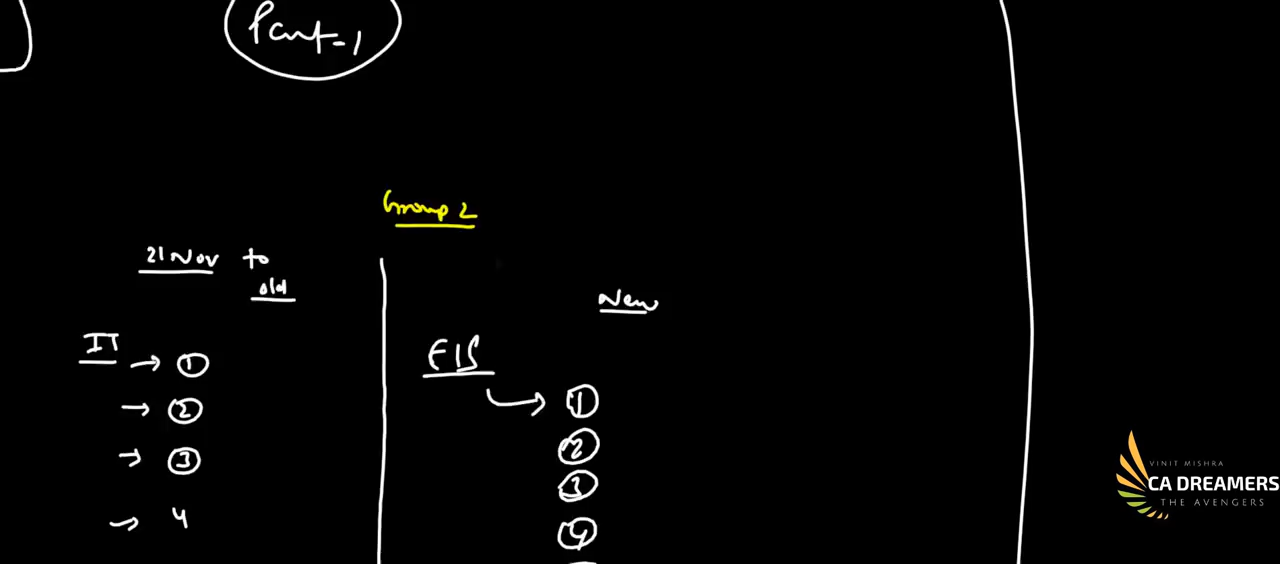 Part-1
Group 2
21 Nov to
old
New
IT → ①
→ ②
→ ③
→ 4
EIS
→ ①
②
③
④
VINIT MISHRA
CA DREAMERS
THE AVENGERS